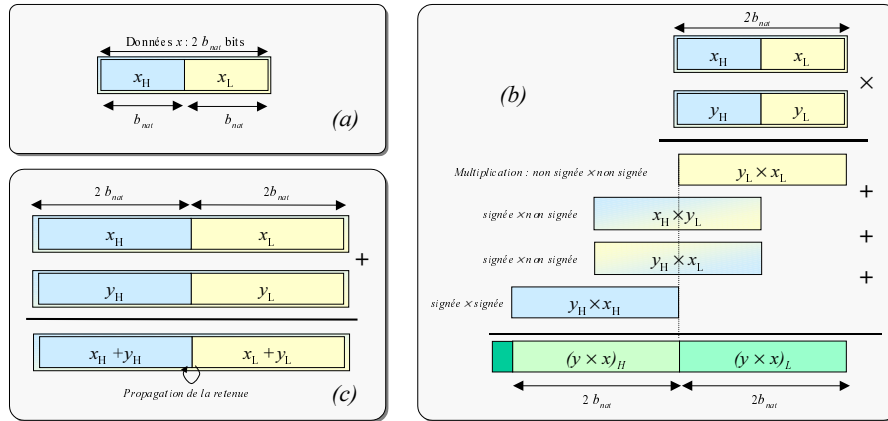 Données x : 2 b_nat bits
x_H x_L
b_nat b_nat
(a)
2b_nat
x_H x_L
×
(b)
y_H y_L
Multiplication : non signée × non signée y_L × x_L
+
signée × non signée x_H × y_L
+
signée × non signée y_H × x_L
+
signée × signée y_H × x_H
(y × x)_H (y × x)_L
2 b_nat 2b_nat
2 b_nat 2b_nat
x_H x_L
+
y_H y_L
x_H + y_H x_L + y_L
Propagation de la retenue
(c)